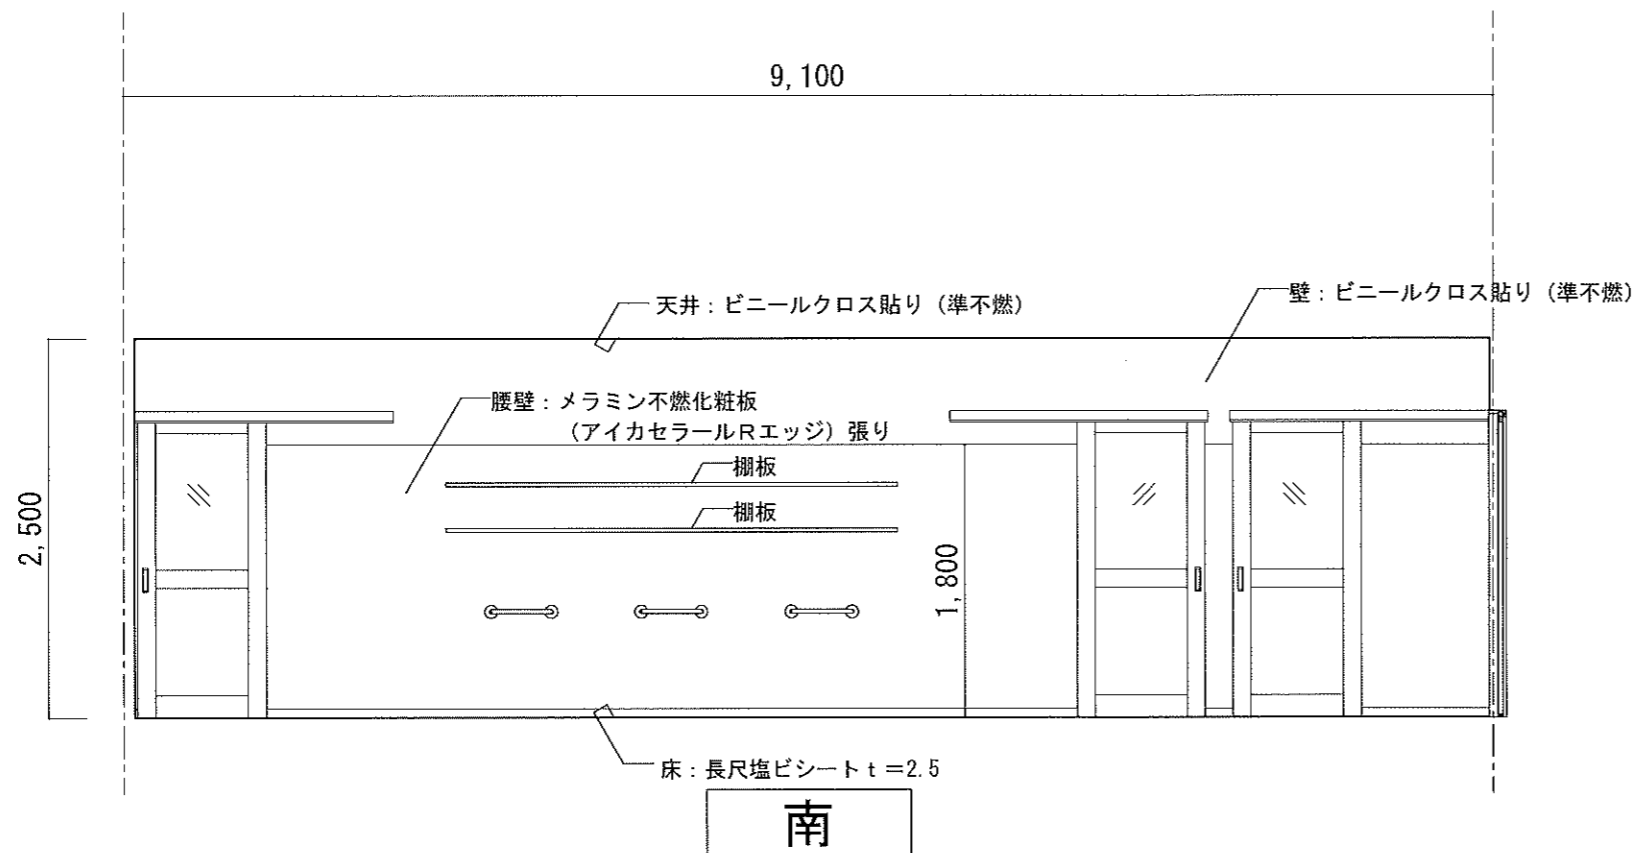 9,100
天井：ビニールクロス貼り（準不燃）
壁：ビニールクロス貼り（準不燃）
腰壁：メラミン不燃化粧板
（アイカセラールＲエッジ）張り
棚板
棚板
2,500
1,800
床：長尺塩ビシートｔ＝2.5
南